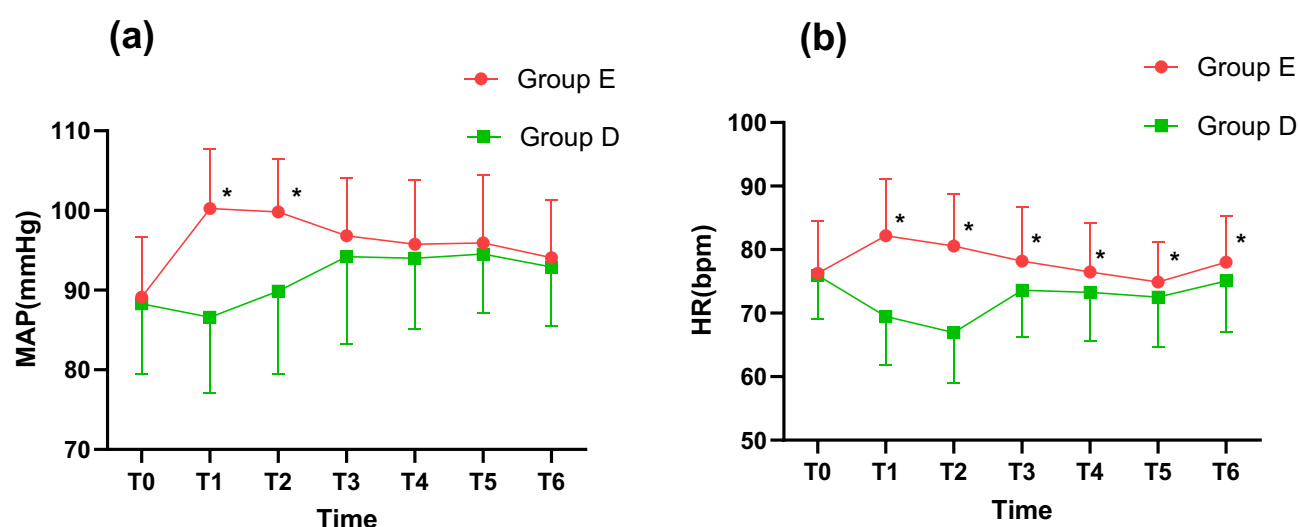 (a)
Group E
Group D
MAP(mmHg)
110
100
90
80
70
* *
T0 T1 T2 T3 T4 T5 T6
Time
(b)
Group E
Group D
HR(bpm)
100
90
80
70
60
50
* * * * * *
T0 T1 T2 T3 T4 T5 T6
Time